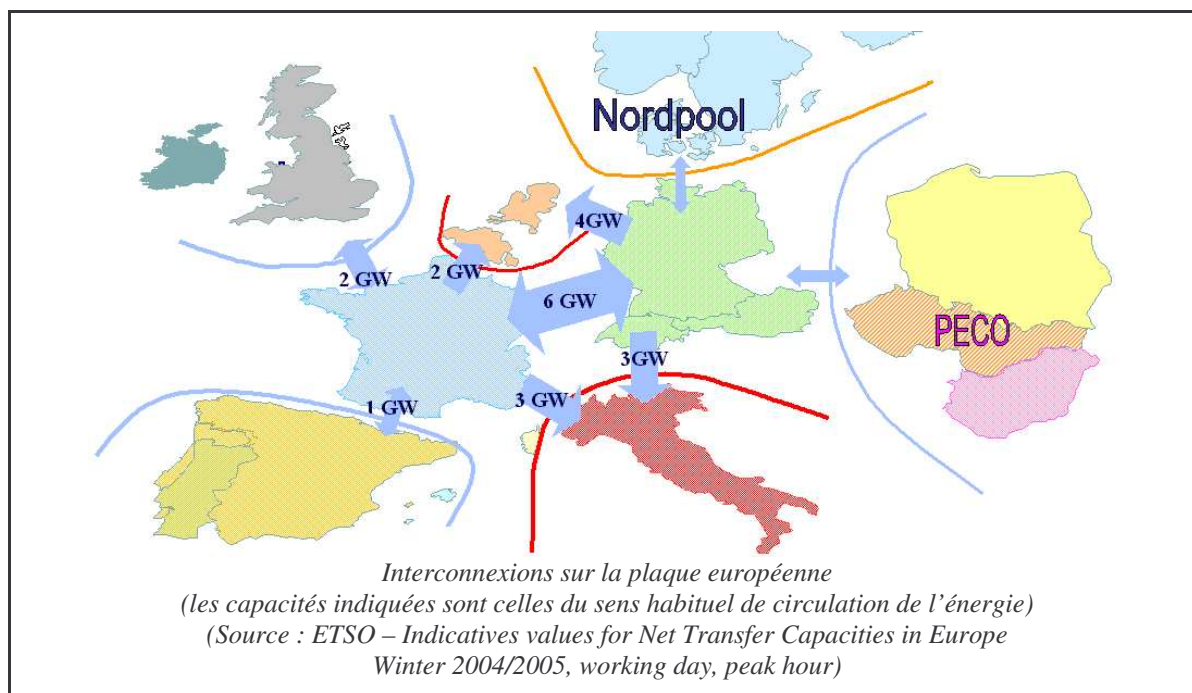 Nordpool
4GW
2 GW
2 GW
6 GW
PECO
3GW
3 GW
1 GW
Interconnexions sur la plaque européenne
(les capacités indiquées sont celles du sens habituel de circulation de l’énergie)
(Source : ETSO – Indicatives values for Net Transfer Capacities in Europe
Winter 2004/2005, working day, peak hour)